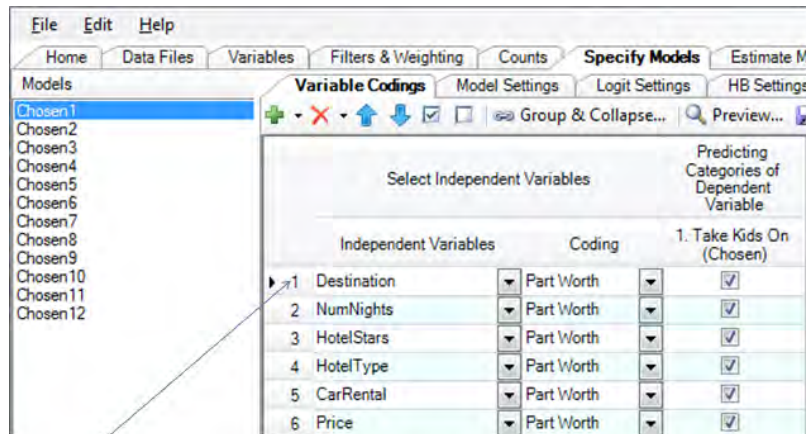 File Edit Help
Home Data Files Variables Filters & Weighting Counts Specify Models Estimate M
Models
Variable Codings Model Settings Logit Settings HB Settings
Chosen1
Chosen2
Chosen3
Chosen4
Chosen5
Chosen6
Chosen7
Chosen8
Chosen9
Chosen10
Chosen11
Chosen12
Group & Collapse... Preview...
Select Independent Variables
Predicting
Categories of
Dependent
Variable
Independent Variables Coding
1. Take Kids On
(Chosen)
1 Destination Part Worth
2 NumNights Part Worth
3 HotelStars Part Worth
4 HotelType Part Worth
5 CarRental Part Worth
6 Price Part Worth